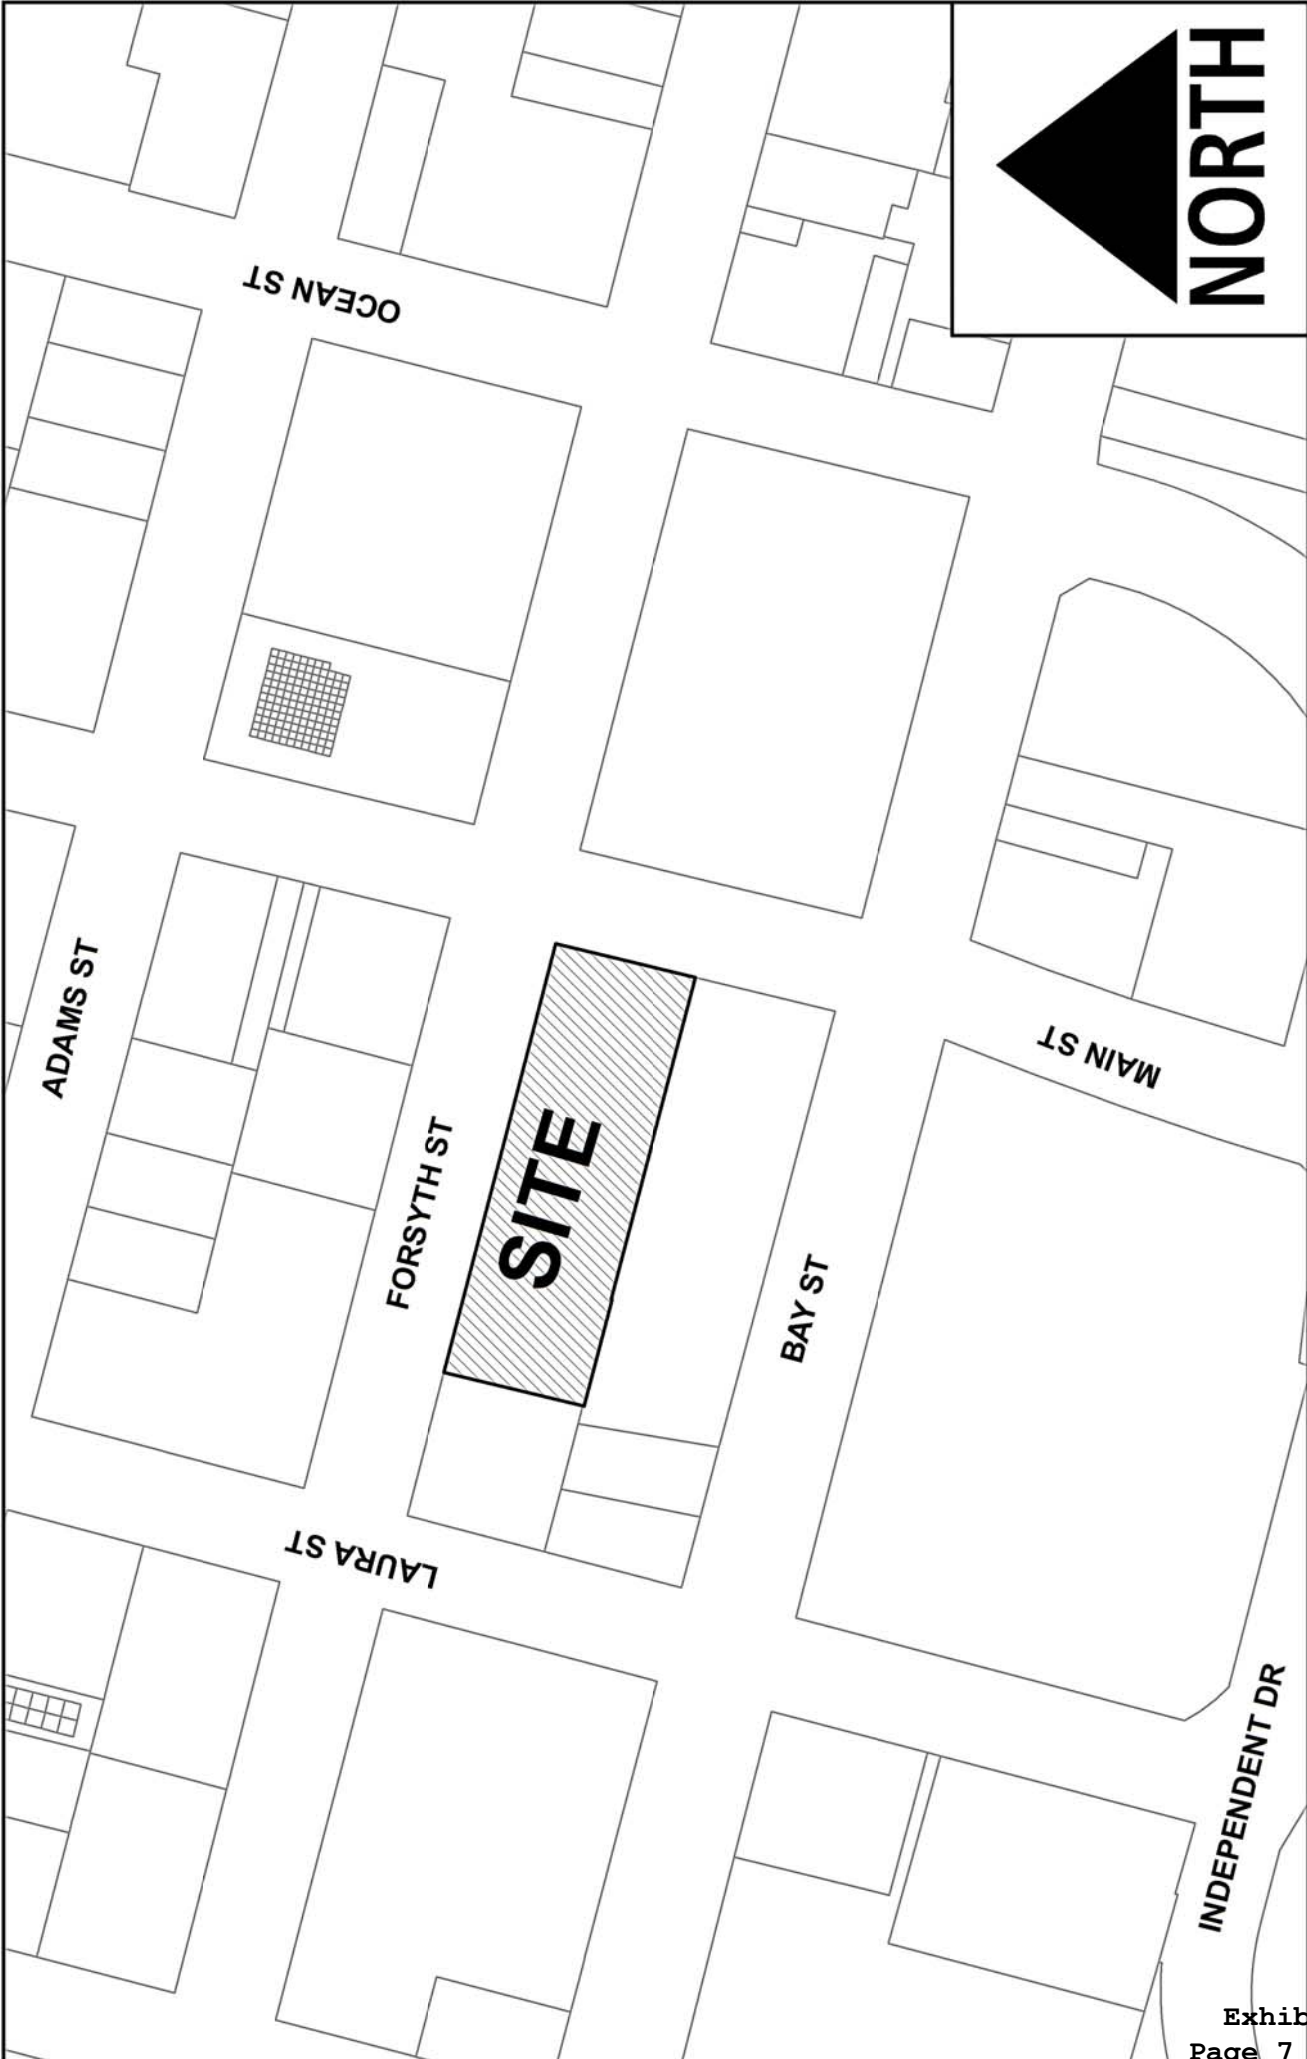 NORTH
OCEAN ST
ADAMS ST
MAIN ST
FORSYTH ST
SITE
BAY ST
LAURA ST
INDEPENDENT DR
Exhib
Page 7